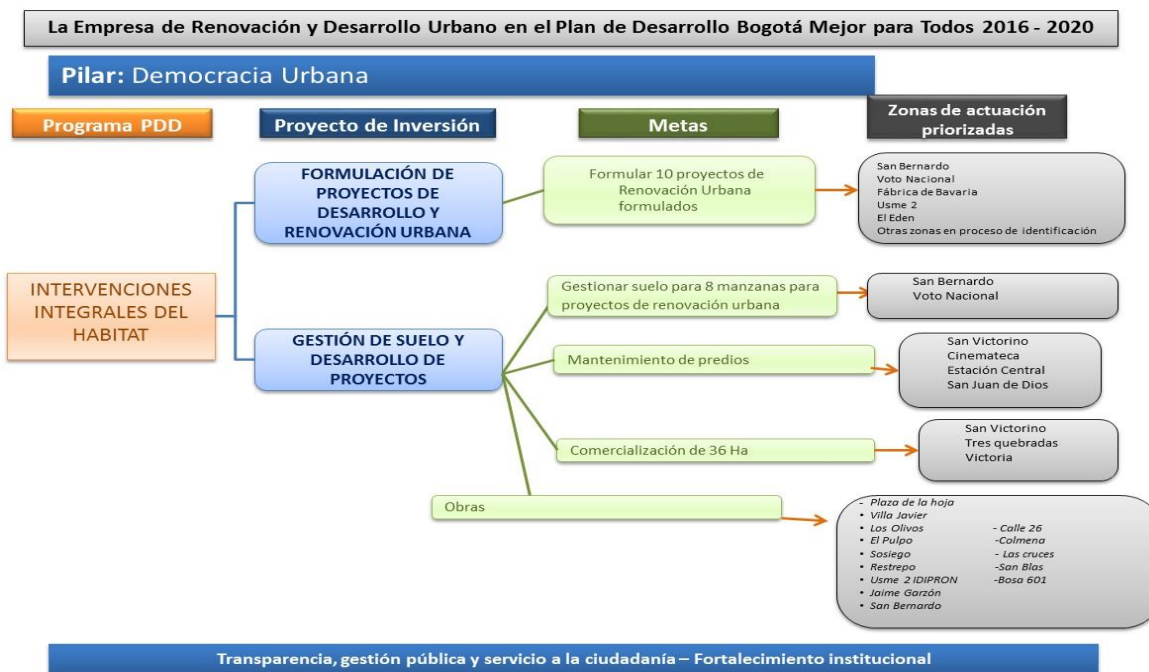 La Empresa de Renovación y Desarrollo Urbano en el Plan de Desarrollo Bogotá Mejor para Todos 2016 - 2020
Pilar: Democracia Urbana
Programa PDD
Proyecto de Inversión
Metas
Zonas de actuación
priorizadas
INTERVENCIONES
INTEGRALES DEL
HABITAT
FORMULACIÓN DE
PROYECTOS DE
DESARROLLO Y
RENOVACIÓN URBANA
Formular 10 proyectos de
Renovación Urbana
formulados
San Bernardo
Voto Nacional
Fábrica de Bavaria
Usme 2
El Eden
Otras zonas en proceso de identificación
GESTIÓN DE SUELO Y
DESARROLLO DE
PROYECTOS
Gestionar suelo para 8 manzanas para
proyectos de renovación urbana
San Bernardo
Voto Nacional
Mantenimiento de predios
San Victorino
Cinemateca
Estación Central
San Juan de Dios
Comercialización de 36 Ha
San Victorino
Tres quebradas
Victoria
Obras
- Plaza de la hoja
• Villa Javier
• Los Olivos - Calle 26
• El Pulpo -Colmena
• Sosiego - Las cruces
• Restrepo -San Blas
• Usme 2 IDIPRON -Bosa 601
• Jaime Garzón
• San Bernardo
Transparencia, gestión pública y servicio a la ciudadanía – Fortalecimiento institucional